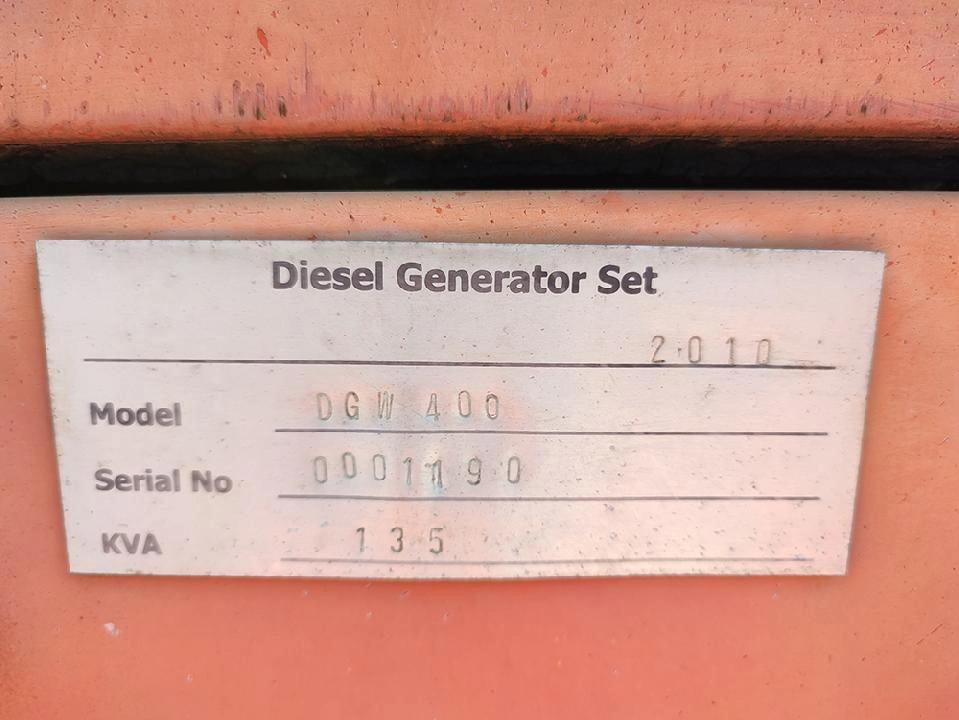 Diesel Generator Set
2010
Model DGW 400
Serial No 0001190
KVA 135